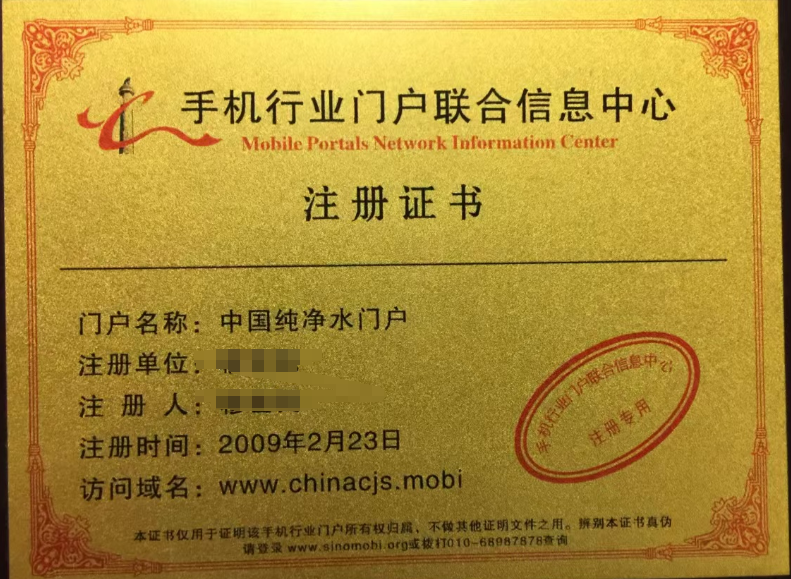 手机行业门户联合信息中心
Mobile Portals Network Information Center
注册证书
门户名称：中国纯净水门户
注册单位：
注 册 人：
注册时间：2009年2月23日
访问域名：www.chinacjs.mobi
手机行业门户联合信息中心
注册专用
本证书仅用于证明该手机行业门户所有权归属、不做其他证明文件之用。辨别本证书真伪
请登录 www.sinomobi.org或拨打010-68987878查询